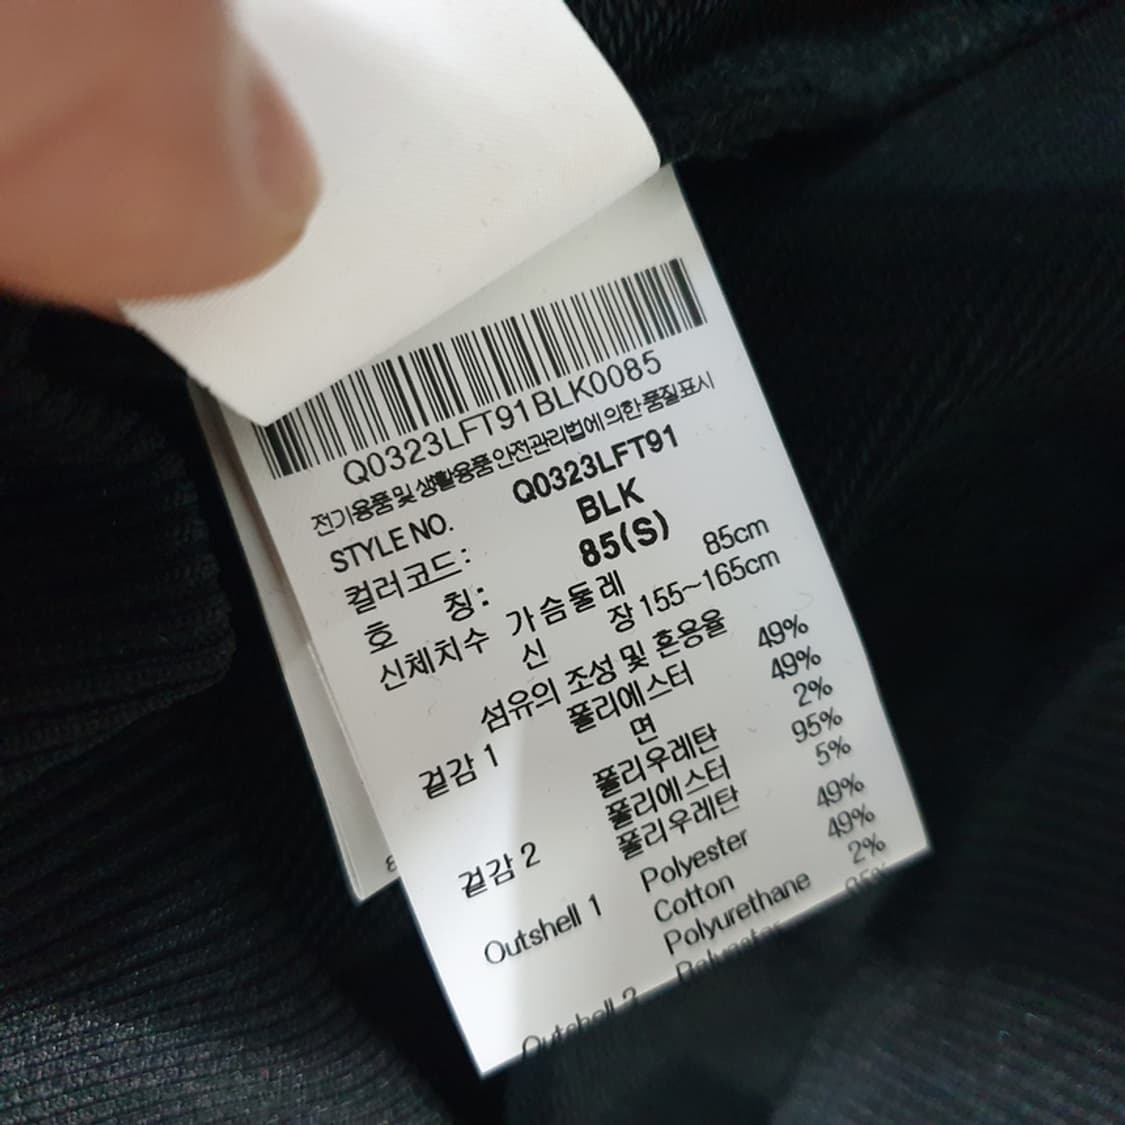 Q0323LFT91BLK0085
전기용품및 생활용품안전관리법에의한품질표시
STYLE NO. Q0323LFT91
컬러코드: BLK
호 칭: 85(S)
신체치수 가슴둘레 85cm
신 장 155~165cm
섬유의 조성 및 혼용율
겉감 1 폴리에스터 49%
면 49%
폴리우레탄 2%
겉감 2 폴리에스터 95%
폴리우레탄 5%
Outshell 1 Polyester 49%
Cotton 49%
Polyurethane 2%
Outshell 2 Polyester 95%